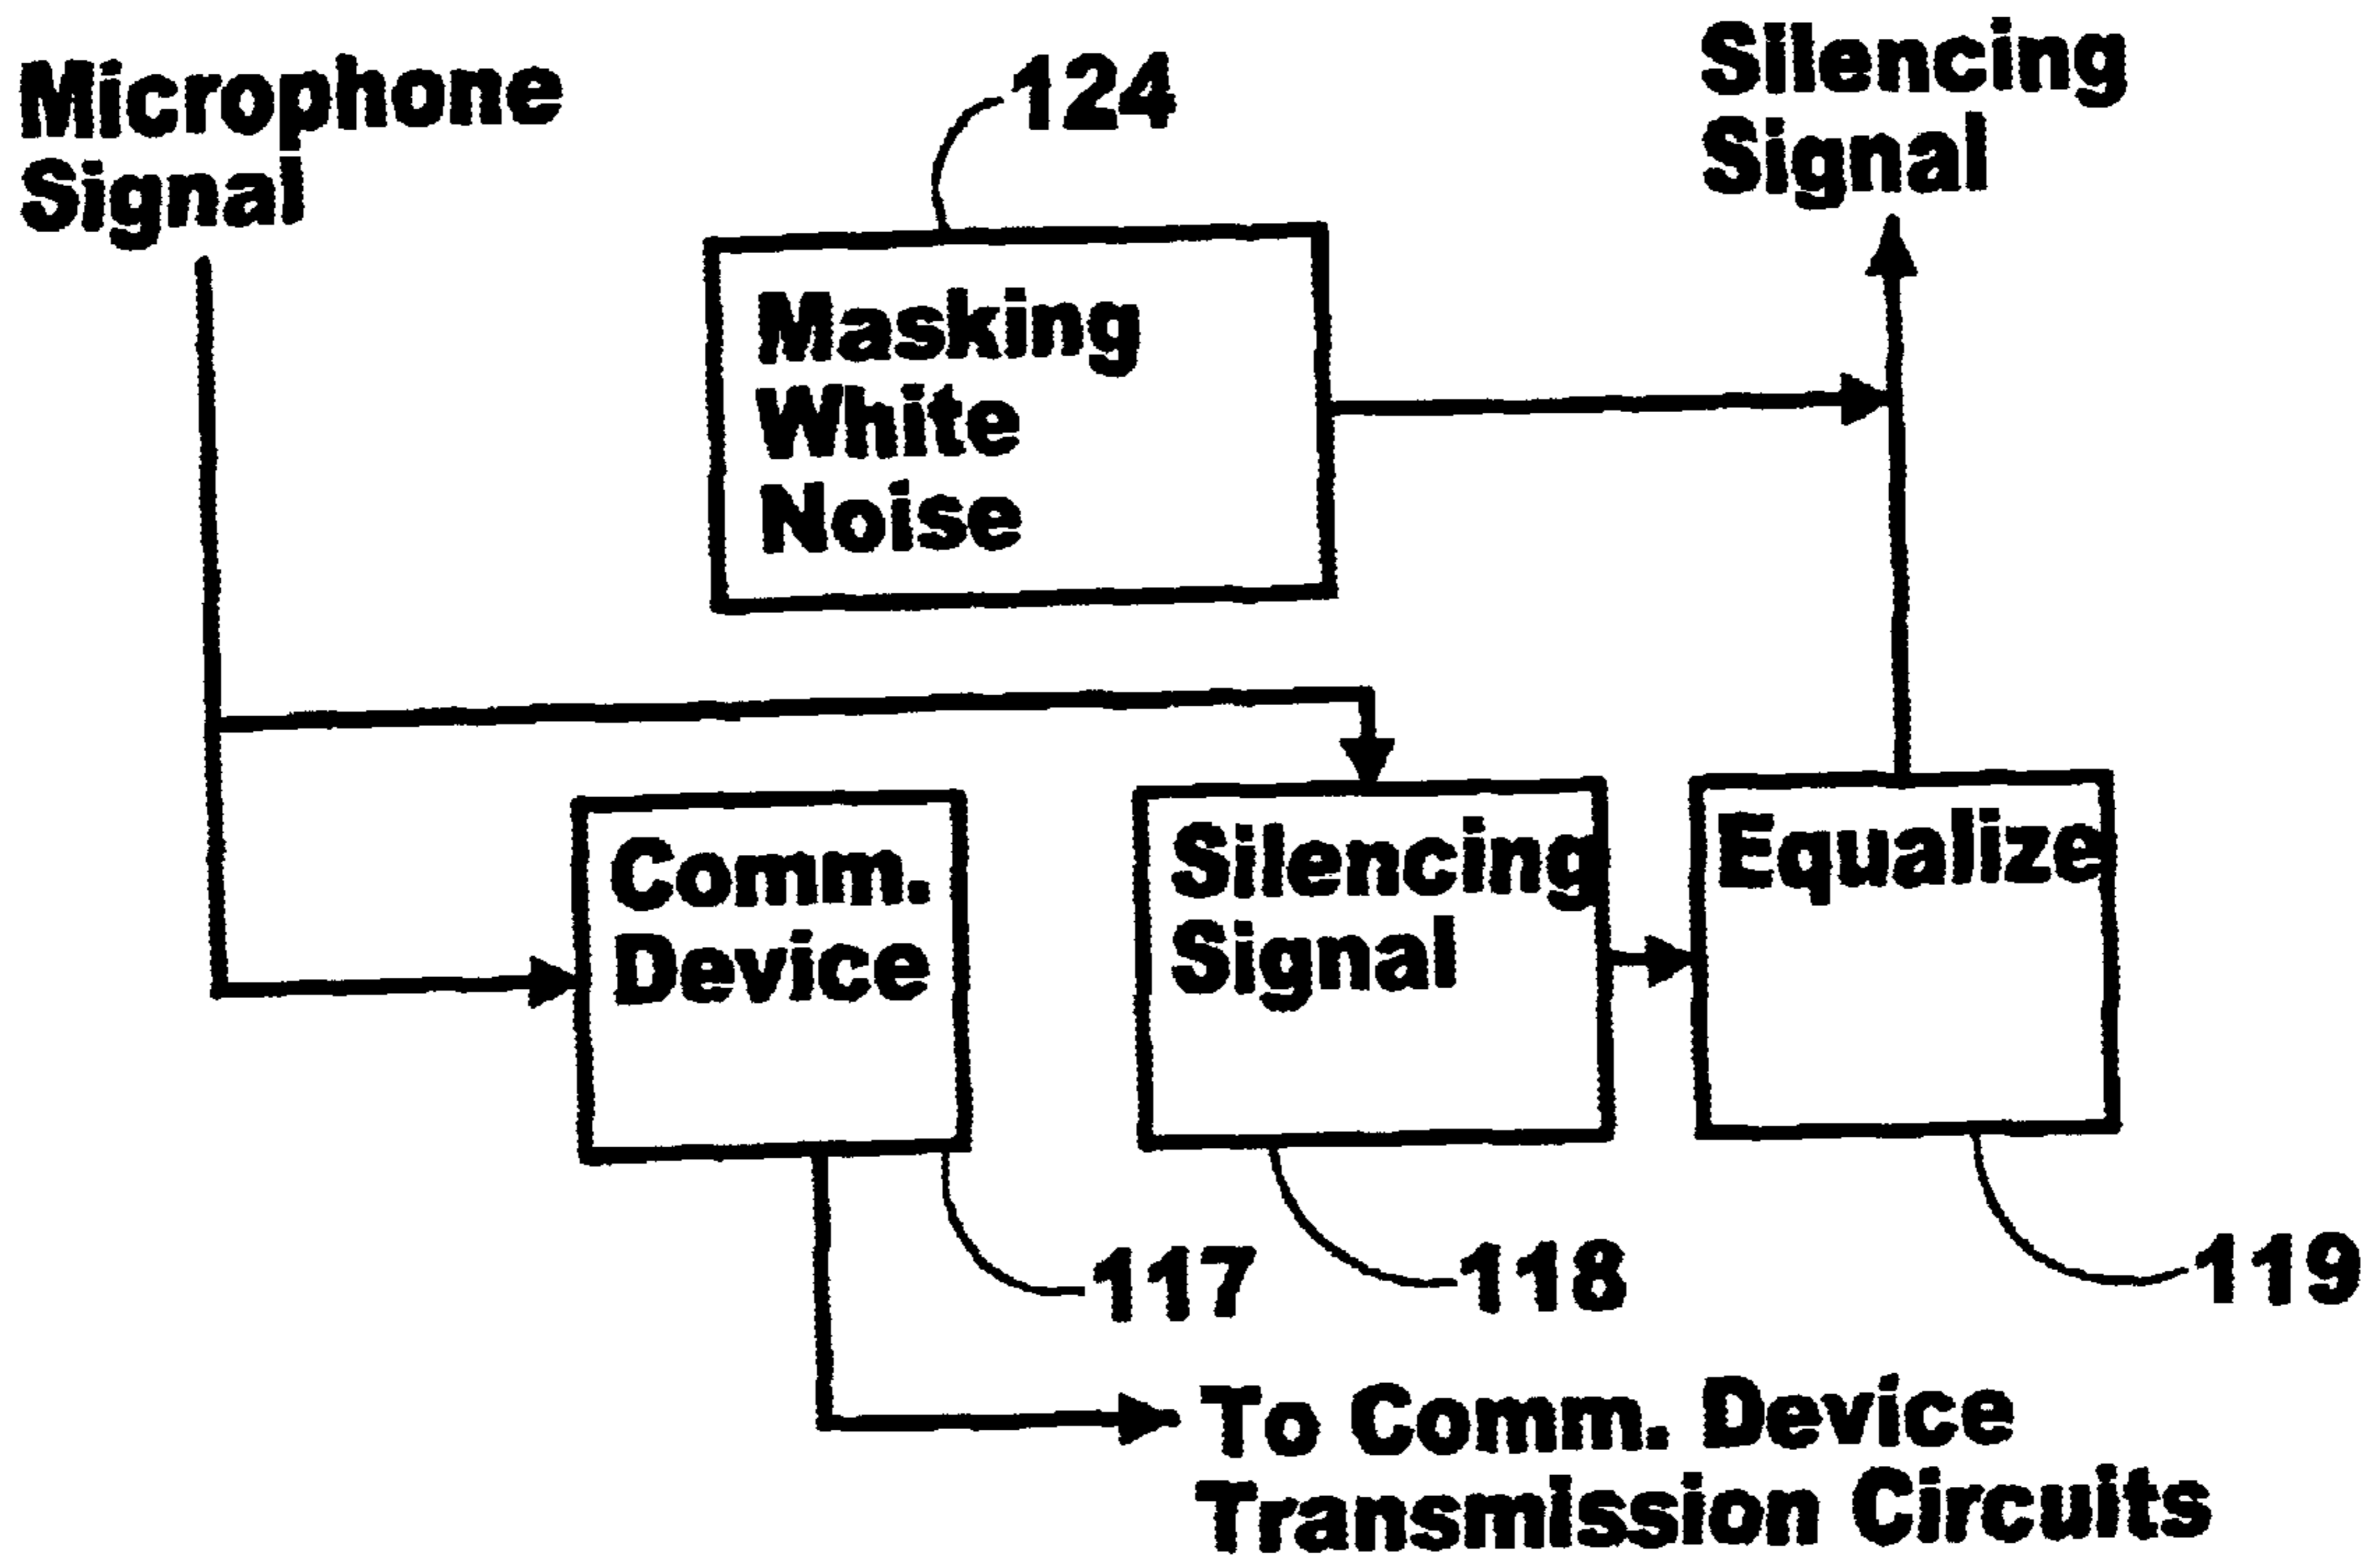 Microphone
Signal
124
Silencing
Signal
Masking
White
Noise
Comm.
Device
Silencing
Signal
Equalize
117
118
119
To Comm. Device
Transmission Circuits